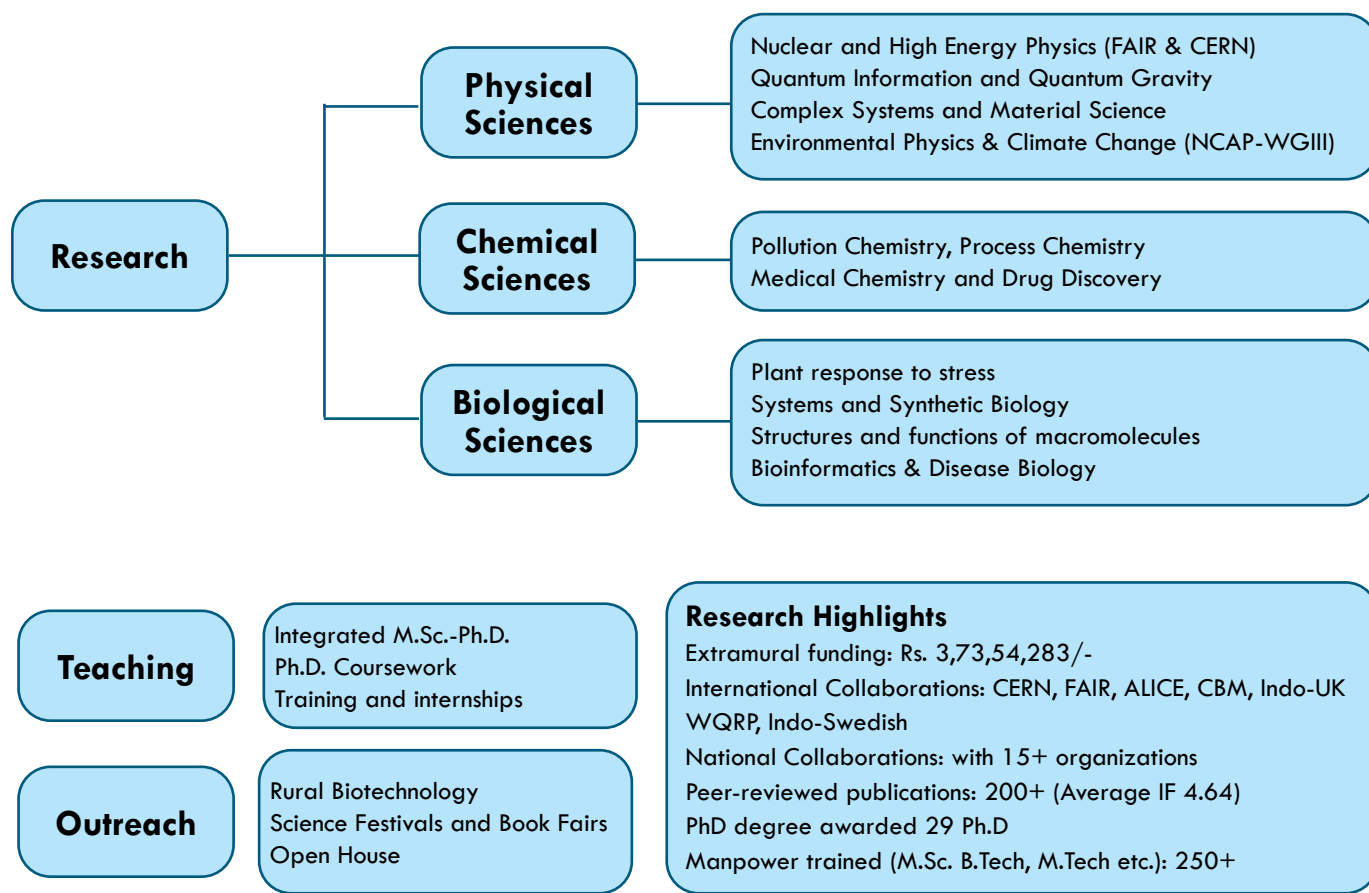 Research
Physical
Sciences
Nuclear and High Energy Physics (FAIR & CERN)
Quantum Information and Quantum Gravity
Complex Systems and Material Science
Environmental Physics & Climate Change (NCAP-WGIII)
Chemical
Sciences
Pollution Chemistry, Process Chemistry
Medical Chemistry and Drug Discovery
Biological
Sciences
Plant response to stress
Systems and Synthetic Biology
Structures and functions of macromolecules
Bioinformatics & Disease Biology
Teaching
Integrated M.Sc.-Ph.D.
Ph.D. Coursework
Training and internships
Outreach
Rural Biotechnology
Science Festivals and Book Fairs
Open House
Research Highlights
Extramural funding: Rs. 3,73,54,283/-
International Collaborations: CERN, FAIR, ALICE, CBM, Indo-UK
WQRP, Indo-Swedish
National Collaborations: with 15+ organizations
Peer-reviewed publications: 200+ (Average IF 4.64)
PhD degree awarded 29 Ph.D
Manpower trained (M.Sc. B.Tech, M.Tech etc.): 250+